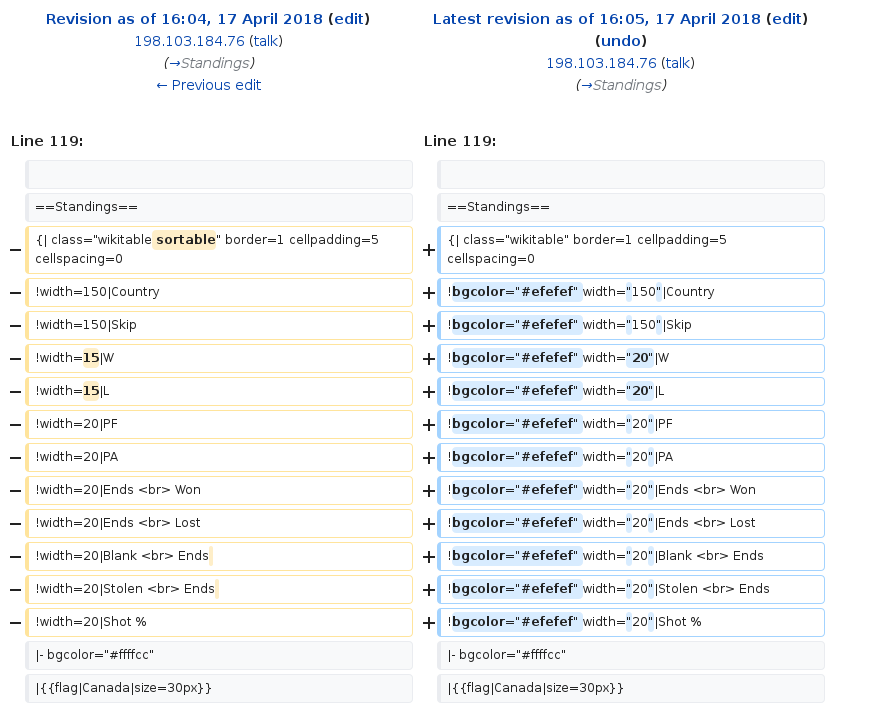 Revision as of 16:04, 17 April 2018 (edit)
198.103.184.76 (talk)
(→Standings)
← Previous edit
Latest revision as of 16:05, 17 April 2018 (edit)
(undo)
198.103.184.76 (talk)
(→Standings)
Line 119:
Line 119:
==Standings==
==Standings==
− {| class="wikitable sortable" border=1 cellpadding=5
cellspacing=0
+ {| class="wikitable" border=1 cellpadding=5
cellspacing=0
− !width=150|Country
+ !bgcolor="#efefef" width="150"|Country
− !width=150|Skip
+ !bgcolor="#efefef" width="150"|Skip
− !width=15|W
+ !bgcolor="#efefef" width="20"|W
− !width=15|L
+ !bgcolor="#efefef" width="20"|L
− !width=20|PF
+ !bgcolor="#efefef" width="20"|PF
− !width=20|PA
+ !bgcolor="#efefef" width="20"|PA
− !width=20|Ends <br> Won
+ !bgcolor="#efefef" width="20"|Ends <br> Won
− !width=20|Ends <br> Lost
+ !bgcolor="#efefef" width="20"|Ends <br> Lost
− !width=20|Blank <br> Ends
+ !bgcolor="#efefef" width="20"|Blank <br> Ends
− !width=20|Stolen <br> Ends
+ !bgcolor="#efefef" width="20"|Stolen <br> Ends
− !width=20|Shot %
+ !bgcolor="#efefef" width="20"|Shot %
|- bgcolor="#ffffcc"
|- bgcolor="#ffffcc"
|{{flag|Canada|size=30px}}
|{{flag|Canada|size=30px}}